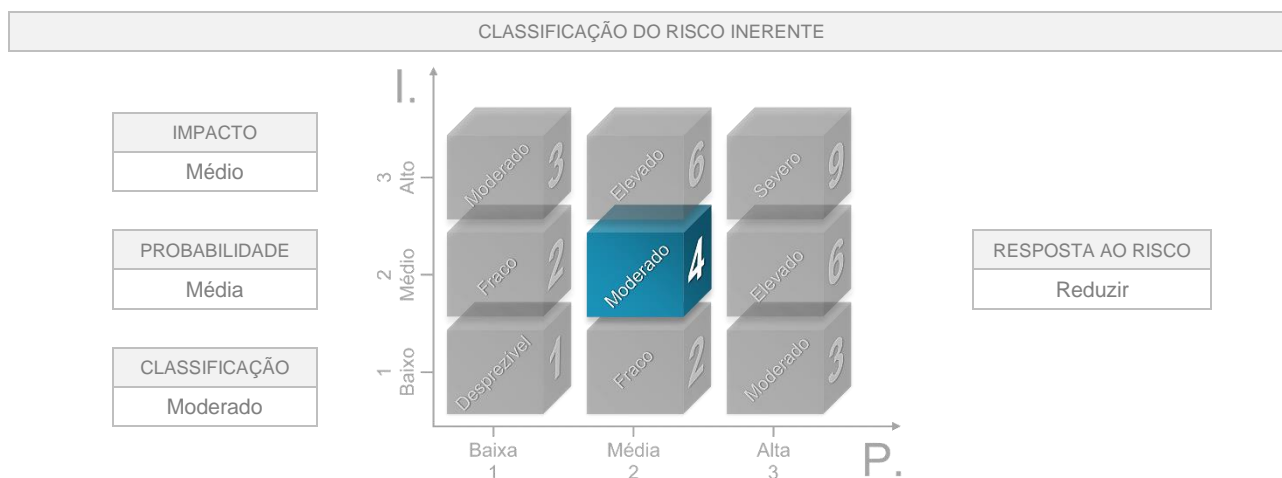 CLASSIFICAÇÃO DO RISCO INERENTE
IMPACTO
Médio
PROBABILIDADE
Média
CLASSIFICAÇÃO
Moderado
I.
3
Alto
Moderado 3
Elevado 6
Severo 9
2
Médio
Fraco 2
Moderado 4
Elevado 6
1
Baixo
Desprezível 1
Fraco 2
Moderado 3
Baixa
1
Média
2
Alta
3
P.
RESPOSTA AO RISCO
Reduzir